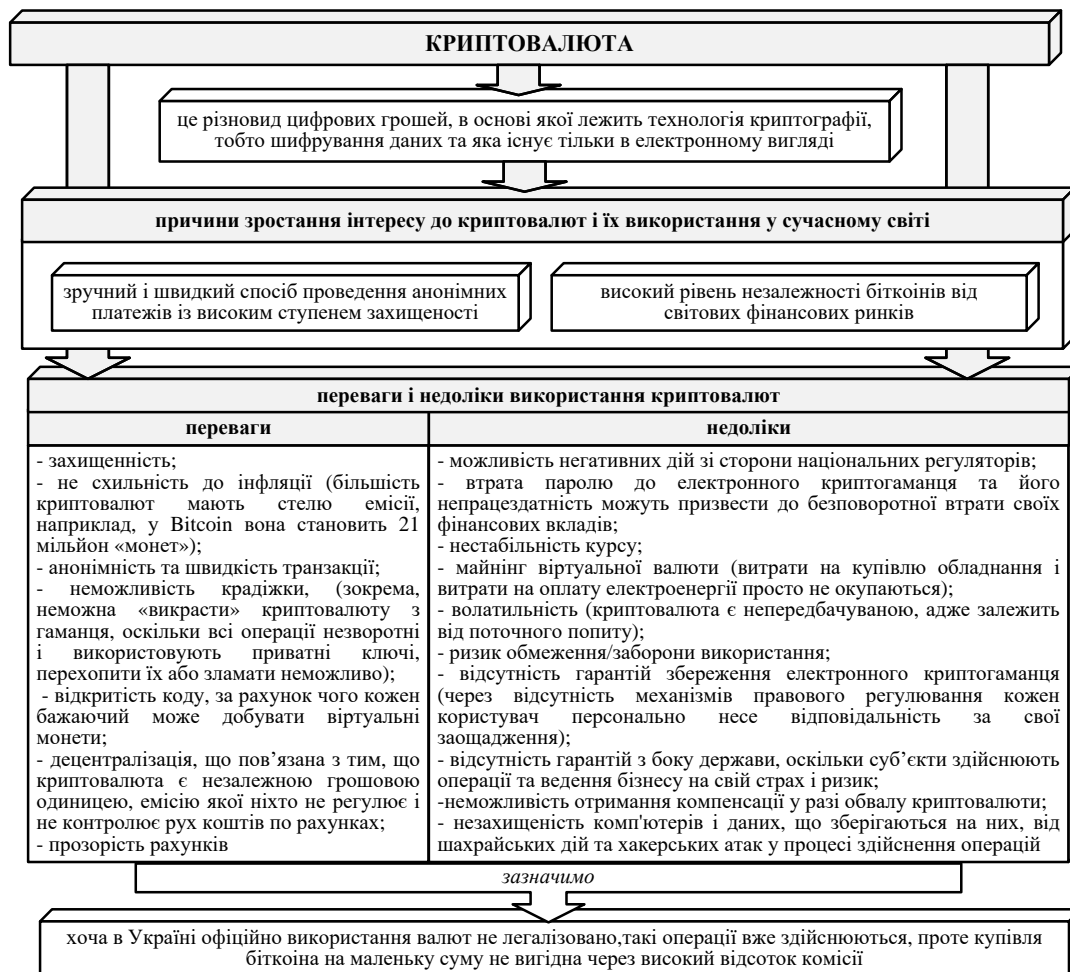 КРИПТОВАЛЮТА
це різновид цифрових грошей, в основі якої лежить технологія криптографії,
тобто шифрування даних та яка існує тільки в електронному вигляді
причини зростання інтересу до криптовалют і їх використання у сучасному світі
зручний і швидкий спосіб проведення анонімних
платежів із високим ступенем захищеності
високий рівень незалежності біткоінів від
світових фінансових ринків
переваги і недоліки використання криптовалют
переваги
- захищенність;
- не схильність до інфляції (більшість
криптовалют мають стелю емісії,
наприклад, у Bitcoin вона становить 21
мільйон «монет»);
- анонімність та швидкість транзакції;
- неможливість крадіжки, (зокрема,
неможна «викрасти» криптовалюту з
гаманця, оскільки всі операції незворотні
і використовують приватні ключі,
перехопити їх або зламати неможливо);
- відкритість коду, за рахунок чого кожен
бажаючий може добувати віртуальні
монети;
- децентралізація, що пов’язана з тим, що
криптовалюта є незалежною грошовою
одиницею, емісію якої ніхто не регулює і
не контролює рух коштів по рахунках;
- прозорість рахунків
недоліки
- можливість негативних дій зі сторони національних регуляторів;
- втрата паролю до електронного криптогаманця та його
непрацездатність можуть призвести до безповоротної втрати своїх
фінансових вкладів;
- нестабільність курсу;
- майнінг віртуальної валюти (витрати на купівлю обладнання і
витрати на оплату електроенергії просто не окупаються);
- волатильність (криптовалюта є непередбачуваною, адже залежить
від поточного попиту);
- ризик обмеження/заборони використання;
- відсутність гарантій збереження електронного криптогаманця
(через відсутність механізмів правового регулювання кожен
користувач персонально несе відповідальність за свої
заощадження);
- відсутність гарантій з боку держави, оскільки суб’єкти здійснюють
операції та ведення бізнесу на свій страх і ризик;
-неможливість отримання компенсації у разі обвалу криптовалюти;
- незахищеність комп'ютерів і даних, що зберігаються на них, від
шахрайських дій та хакерських атак у процесі здійснення операцій
зазначимо
хоча в Україні офіційно використання валют не легалізовано,такі операції вже здійснюються, проте купівля
біткоіна на маленьку суму не вигідна через високий відсоток комісії